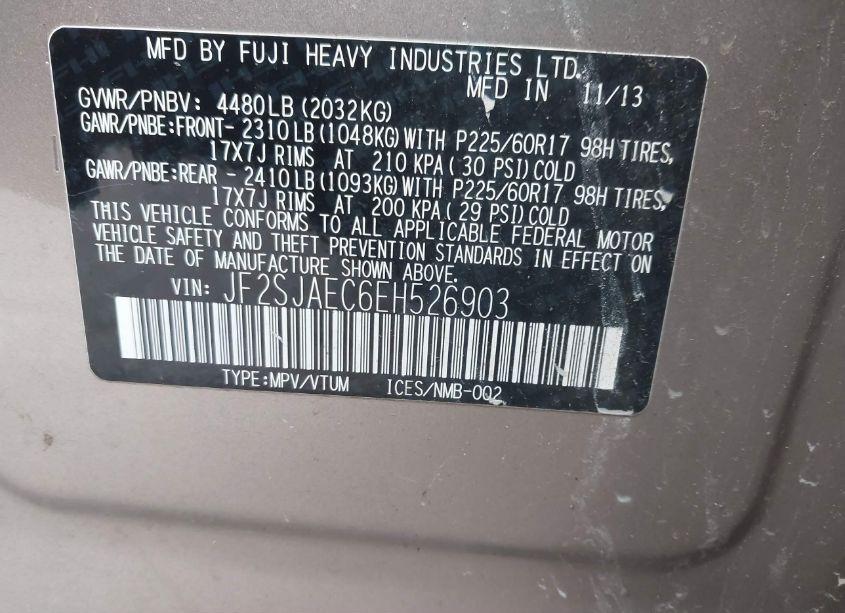 MFD BY FUJI HEAVY INDUSTRIES LTD.
MFD IN 11/13
GVWR/PNBV: 4480LB(2032KG)
GAWR/PNBE:FRONT- 2310LB(1048KG)WITH P225/60R17 98H TIRES,
17X7J RIMS AT 210 KPA( 30 PSI)COLD
GAWR/PNBE:REAR - 2410LB(1093KG)WITH P225/60R17 98H TIRES,
17X7J RIMS AT 200 KPA( 29 PSI)COLD
THIS VEHICLE CONFORMS TO ALL APPLICABLE FEDERAL MOTOR
VEHICLE SAFETY AND THEFT PREVENTION STANDARDS IN EFFECT ON
THE DATE OF MANUFACTURE SHOWN ABOVE.
VIN: JF2SJAEC6EH526903
TYPE:MPV/VTUM ICES/NMB-002